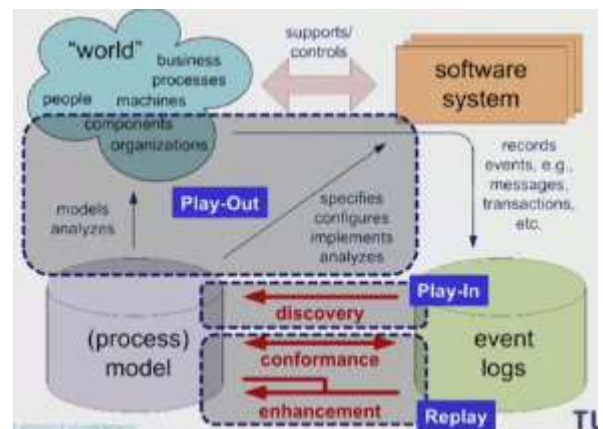 "world"
business
processes
people
machines
components
organizations
supports/
controls
software
system
records
events, e.g.,
messages,
transactions,
etc.
models
analyzes
Play-Out
specifies
configures
implements
analyzes
Play-In
discovery
(process)
model
conformance
event
logs
enhancement
Replay